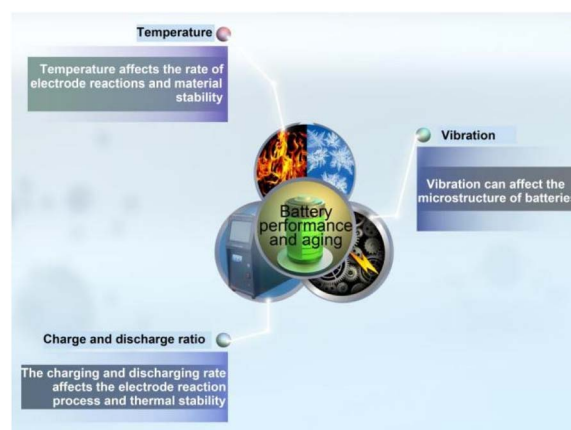 Temperature
Temperature affects the rate of
electrode reactions and material
stability
Vibration
Vibration can affect the
microstructure of batteries
Battery
performance
and aging
Charge and discharge ratio
The charging and discharging rate
affects the electrode reaction
process and thermal stability